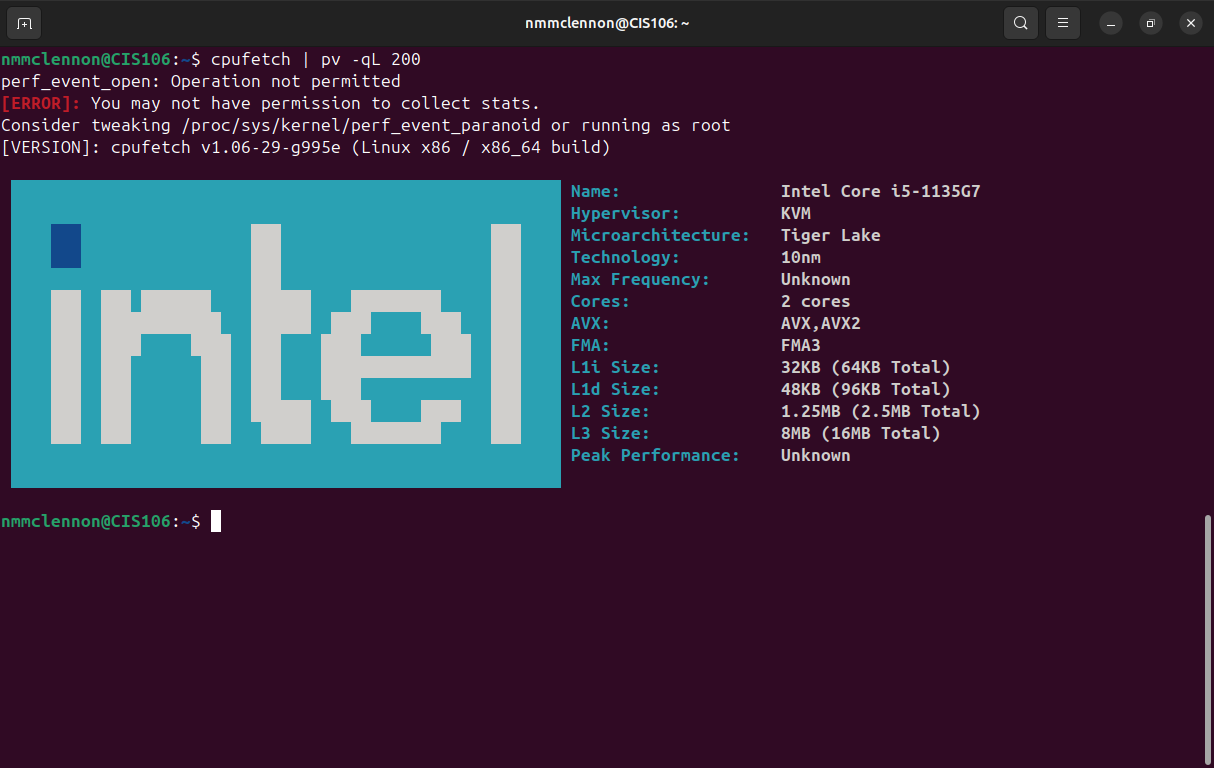 nmmclennon@CIS106: ~
nmmclennon@CIS106:~$ cpufetch | pv -qL 200
perf_event_open: Operation not permitted
[ERROR]: You may not have permission to collect stats.
Consider tweaking /proc/sys/kernel/perf_event_paranoid or running as root
[VERSION]: cpufetch v1.06-29-g995e (Linux x86 / x86_64 build)
intel
Name: Intel Core i5-1135G7
Hypervisor: KVM
Microarchitecture: Tiger Lake
Technology: 10nm
Max Frequency: Unknown
Cores: 2 cores
AVX: AVX,AVX2
FMA: FMA3
L1i Size: 32KB (64KB Total)
L1d Size: 48KB (96KB Total)
L2 Size: 1.25MB (2.5MB Total)
L3 Size: 8MB (16MB Total)
Peak Performance: Unknown
nmmclennon@CIS106:~$